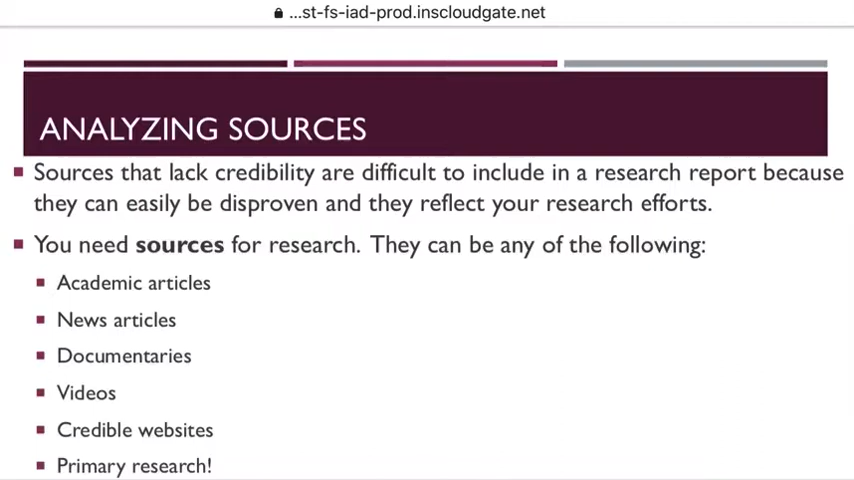 ...st-fs-iad-prod.inscloudgate.net
ANALYZING SOURCES
Sources that lack credibility are difficult to include in a research report because
they can easily be disproven and they reflect your research efforts.
You need sources for research. They can be any of the following:
Academic articles
News articles
Documentaries
Videos
Credible websites
Primary research!